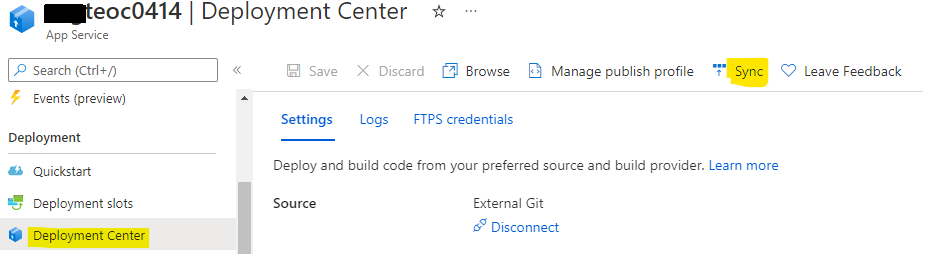 teoc0414 | Deployment Center
App Service
Search (Ctrl+/)
Save Discard Browse Manage publish profile Sync Leave Feedback
Events (preview)
Settings Logs FTPS credentials
Deployment
Deploy and build code from your preferred source and build provider. Learn more
Quickstart
Deployment slots
Source External Git
Deployment Center
Disconnect